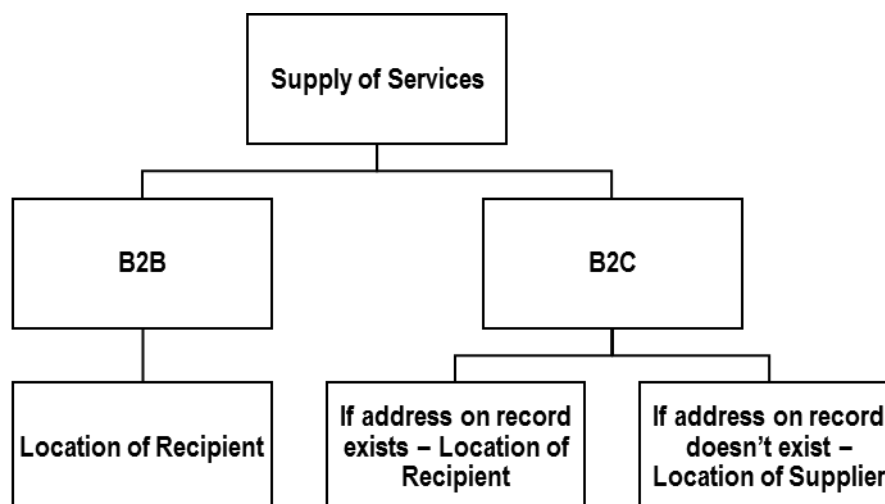 Supply of Services
B2B
B2C
Location of Recipient
If address on record
exists – Location of
Recipient
If address on record
doesn’t exist –
Location of Supplier